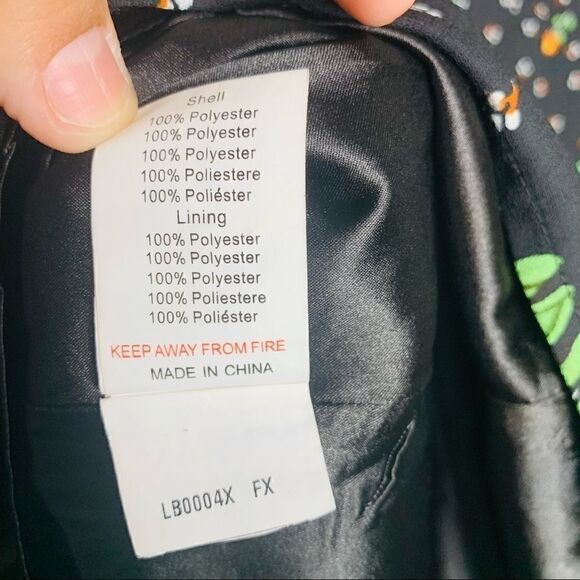 Shell
100% Polyester
100% Polyester
100% Polyester
100% Poliestere
100% Poliéster
Lining
100% Polyester
100% Polyester
100% Polyester
100% Poliestere
100% Poliéster
KEEP AWAY FROM FIRE
MADE IN CHINA
LB0004X FX